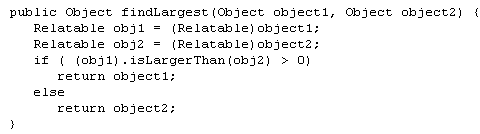 public Object findLargest(Object object1, Object object2) {
   Relatable obj1 = (Relatable)object1;
   Relatable obj2 = (Relatable)object2;
   if ( (obj1).isLargerThan(obj2) > 0)
      return object1;
   else
      return object2;
}